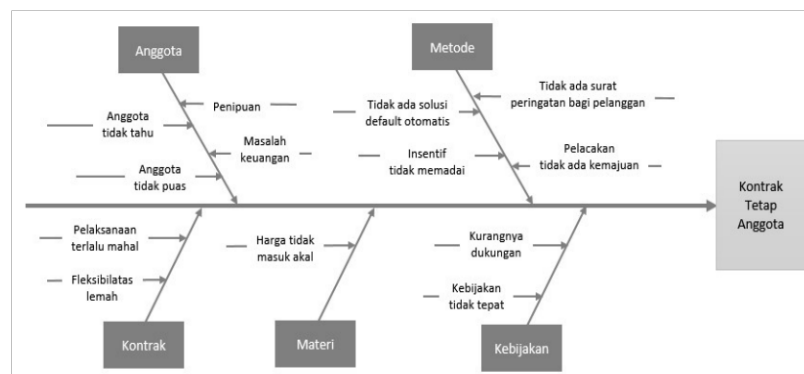 Anggota
Metode
Penipuan
Anggota
tidak tahu
Masalah
keuangan
Anggota
tidak puas
Tidak ada surat
peringatan bagi pelanggan
Tidak ada solusi
default otomatis
Insentif
tidak memadai
Pelacakan
tidak ada kemajuan
Kontrak
Tetap
Anggota
Pelaksanaan
terlalu mahal
Fleksibilatas
lemah
Harga tidak
masuk akal
Kurangnya
dukungan
Kebijakan
tidak tepat
Kontrak
Materi
Kebijakan